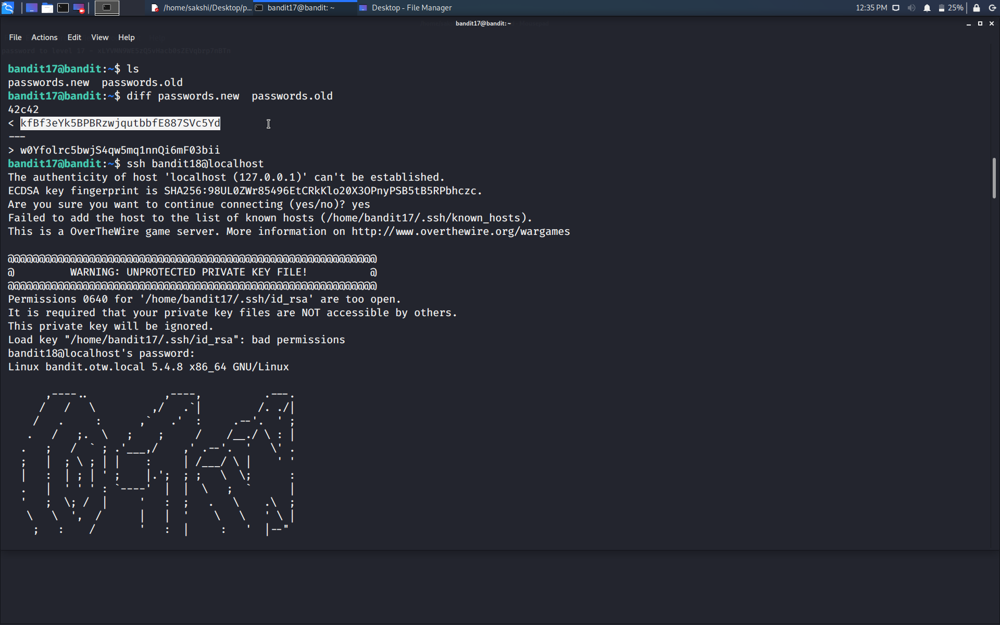 /home/sakshi/Desktop/p... bandit17@bandit: ~ Desktop - File Manager 12:35 PM 25%
bandit17@bandit: ~
File Actions Edit View Help
bandit17@bandit:~$ ls
passwords.new  passwords.old
bandit17@bandit:~$ diff passwords.new  passwords.old
42c42
< kfBf3eYk5BPBRzwjqutbbfE887SVc5Yd
---
> w0Yfolrc5bwjS4qw5mq1nnQi6mF03bii
bandit17@bandit:~$ ssh bandit18@localhost
The authenticity of host 'localhost (127.0.0.1)' can't be established.
ECDSA key fingerprint is SHA256:98UL0ZWr85496EtCRkKlo20X3OPnyPSB5tB5RPbhczc.
Are you sure you want to continue connecting (yes/no)? yes
Failed to add the host to the list of known hosts (/home/bandit17/.ssh/known_hosts).
This is a OverTheWire game server. More information on http://www.overthewire.org/wargames
@@@@@@@@@@@@@@@@@@@@@@@@@@@@@@@@@@@@@@@@@@@@@@@@@@@@@@@@@@@
@         WARNING: UNPROTECTED PRIVATE KEY FILE!          @
@@@@@@@@@@@@@@@@@@@@@@@@@@@@@@@@@@@@@@@@@@@@@@@@@@@@@@@@@@@
Permissions 0640 for '/home/bandit17/.ssh/id_rsa' are too open.
It is required that your private key files are NOT accessible by others.
This private key will be ignored.
Load key "/home/bandit17/.ssh/id_rsa": bad permissions
bandit18@localhost's password:
Linux bandit.otw.local 5.4.8 x86_64 GNU/Linux